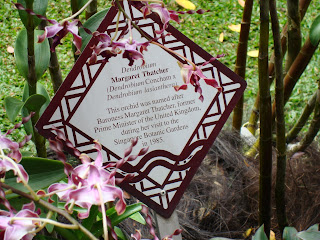 Dendrobium
Margaret Thatcher
(Dendrobium Concham x
Dendrobium lasianthera)
This orchid was named after
Baroness Margaret Thatcher, former
Prime Minister of the United Kingdom,
during her visit to the
Singapore Botanic Gardens
in 1985.